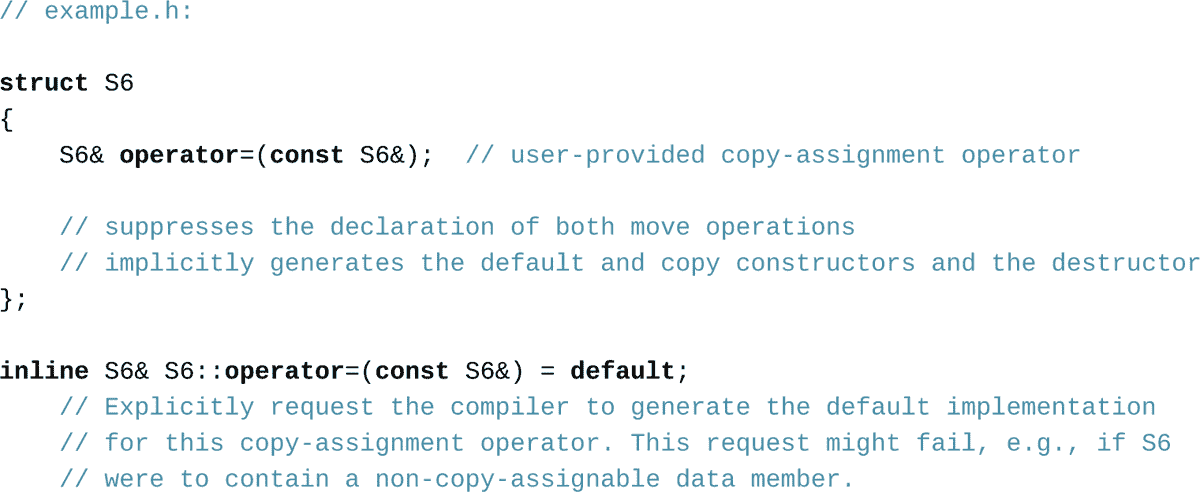 // example.h:
struct S6
{
    S6& operator=(const S6&);  // user-provided copy-assignment operator
    // suppresses the declaration of both move operations
    // implicitly generates the default and copy constructors and the destructor
};
inline S6& S6::operator=(const S6&) = default;
    // Explicitly request the compiler to generate the default implementation
    // for this copy-assignment operator. This request might fail, e.g., if S6
    // were to contain a non-copy-assignable data member.